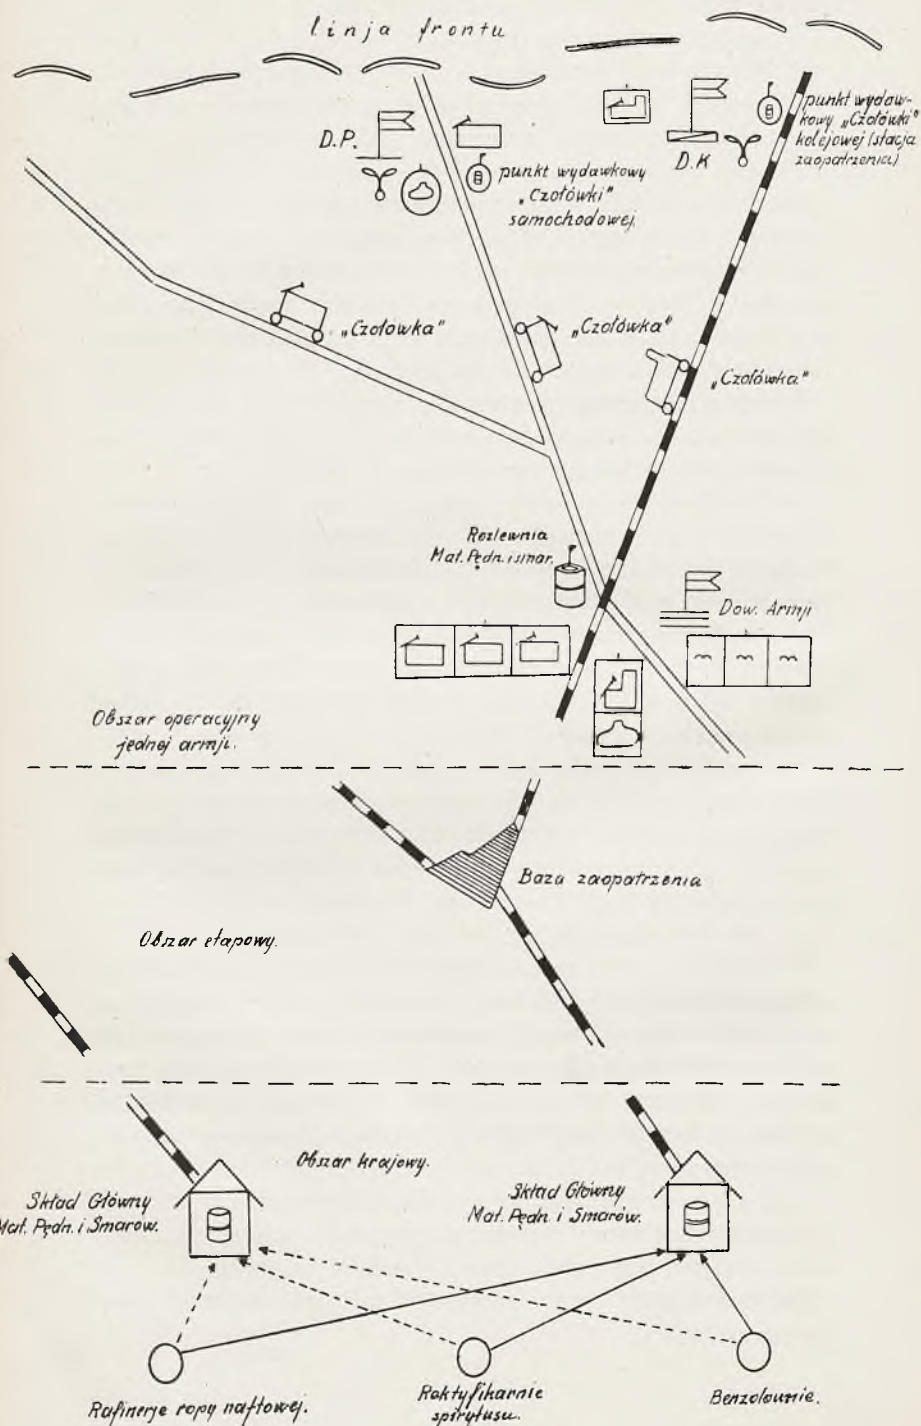 linja frontu
D.P.
punkt wydawkowy
„Czołówki"
samochodowej.
D.K
punkt wydaw-
kowy „Czołówki"
kolejowej (stacja
zaopatrzenia)
„Czołówka"
„Czołówka"
„Czołówka"
Rozlewnia
Mat. Pędn. i smar.
Dow. Armji
Obszar operacyjny
jednej armji.
Baza zaopatrzenia
Obszar etapowy.
Obszar krajowy.
Skład Główny
Mat. Pędn. i Smarów.
Skład Główny
Mat. Pędn. i Smarów.
Rafinerje ropy naftowej.
Rektyfikarnie
spirytusu.
Benzolownie.